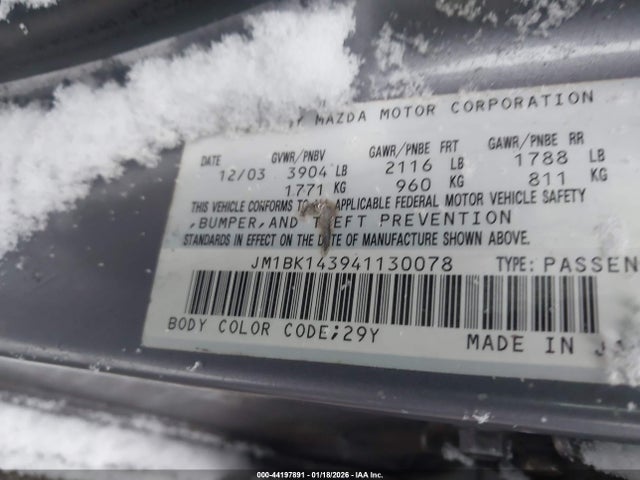 MAZDA MOTOR CORPORATION
DATE GVWR/PNBV GAWR/PNBE FRT GAWR/PNBE RR
12/03 3904 LB 2116 LB 1788 LB
1771 KG 960 KG 811 KG
THIS VEHICLE CONFORMS TO APPLICABLE FEDERAL MOTOR VEHICLE SAFETY
,BUMPER,AND THEFT PREVENTION
STANDARDS IN EFFECT ON THE DATE OF MANUFACTURE SHOWN ABOVE.
JM1BK143941130078 TYPE: PASSEN
BODY COLOR CODE;29Y MADE IN
000-44197891 - 01/18/2026 - IAA Inc.